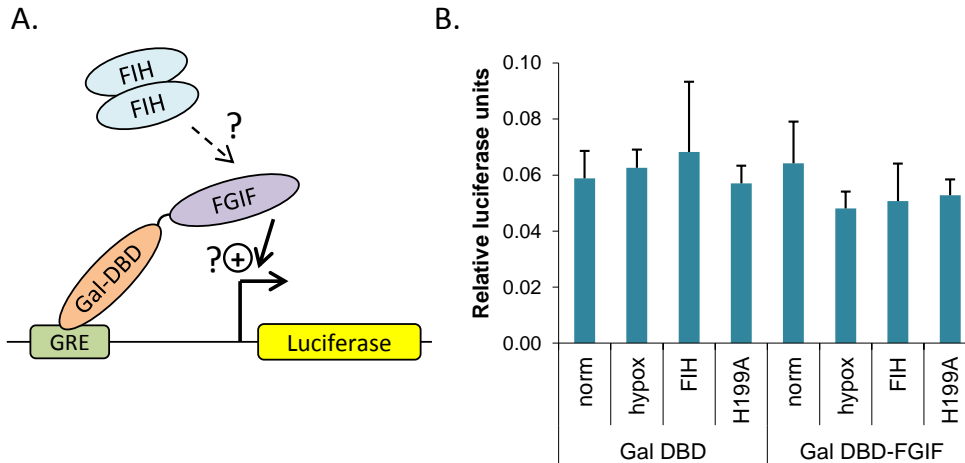 A.
FIH
FIH
?
FGIF
?
+
Gal-DBD
GRE
Luciferase
B.
Relative luciferase units
0.10
0.08
0.06
0.04
0.02
0.00
norm
hypox
FIH
H199A
norm
hypox
FIH
H199A
Gal DBD
Gal DBD-FGIF